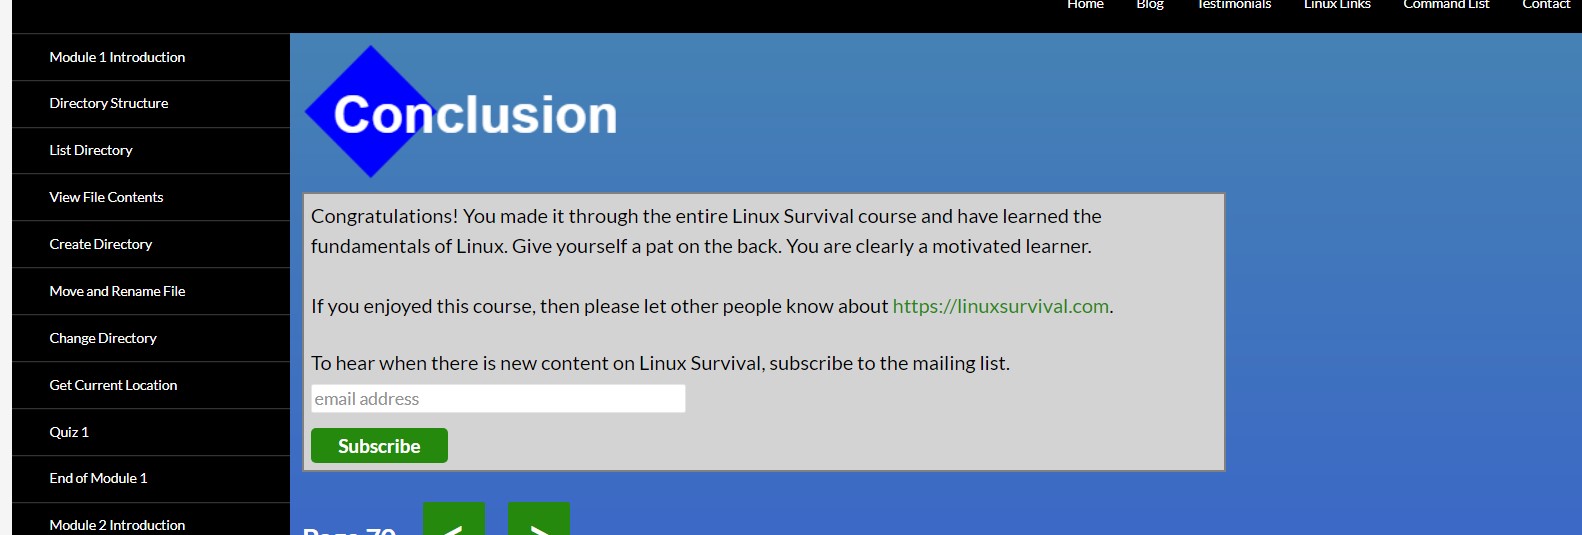 Home Blog Testimonials Linux Links Command List Contact
Module 1 Introduction
Directory Structure
List Directory
View File Contents
Create Directory
Move and Rename File
Change Directory
Get Current Location
Quiz 1
End of Module 1
Module 2 Introduction
Conclusion
Congratulations! You made it through the entire Linux Survival course and have learned the
fundamentals of Linux. Give yourself a pat on the back. You are clearly a motivated learner.
If you enjoyed this course, then please let other people know about https://linuxsurvival.com.
To hear when there is new content on Linux Survival, subscribe to the mailing list.
email address
Subscribe
< >